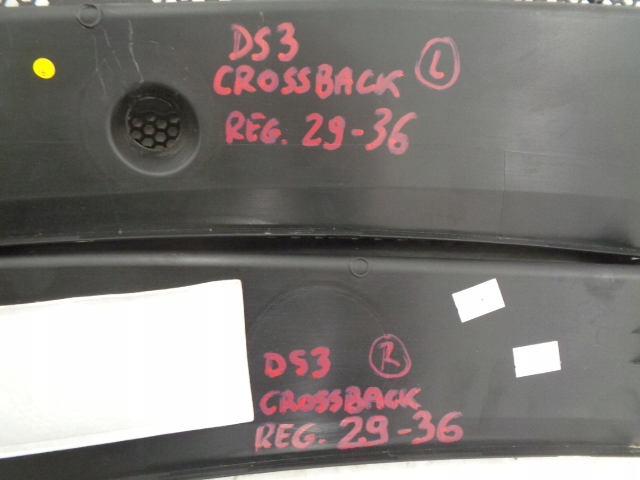 DS3 L
CROSSBACK
REG. 29-36
DS3 R
CROSSBACK
REG. 29-36